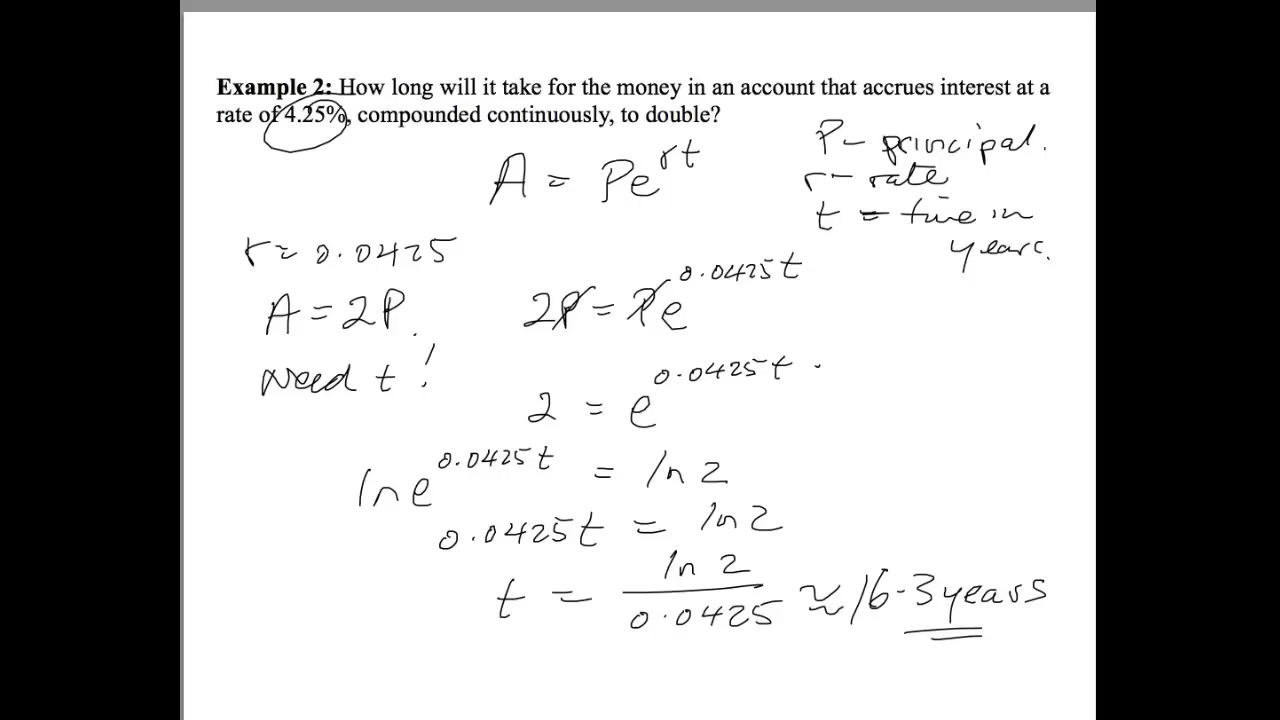 Example 2: How long will it take for the money in an account that accrues interest at a
rate of 4.25%, compounded continuously, to double?
A = Pe^rt
P - principal.
r - rate
t = time in
years.
r = 0.0425
A = 2P.
Need t!
2P = Pe^0.0425t
2 = e^0.0425t
ln e^0.0425t = ln 2
0.0425t = ln 2
t = ln 2 / 0.0425 ≈ 16.3 years